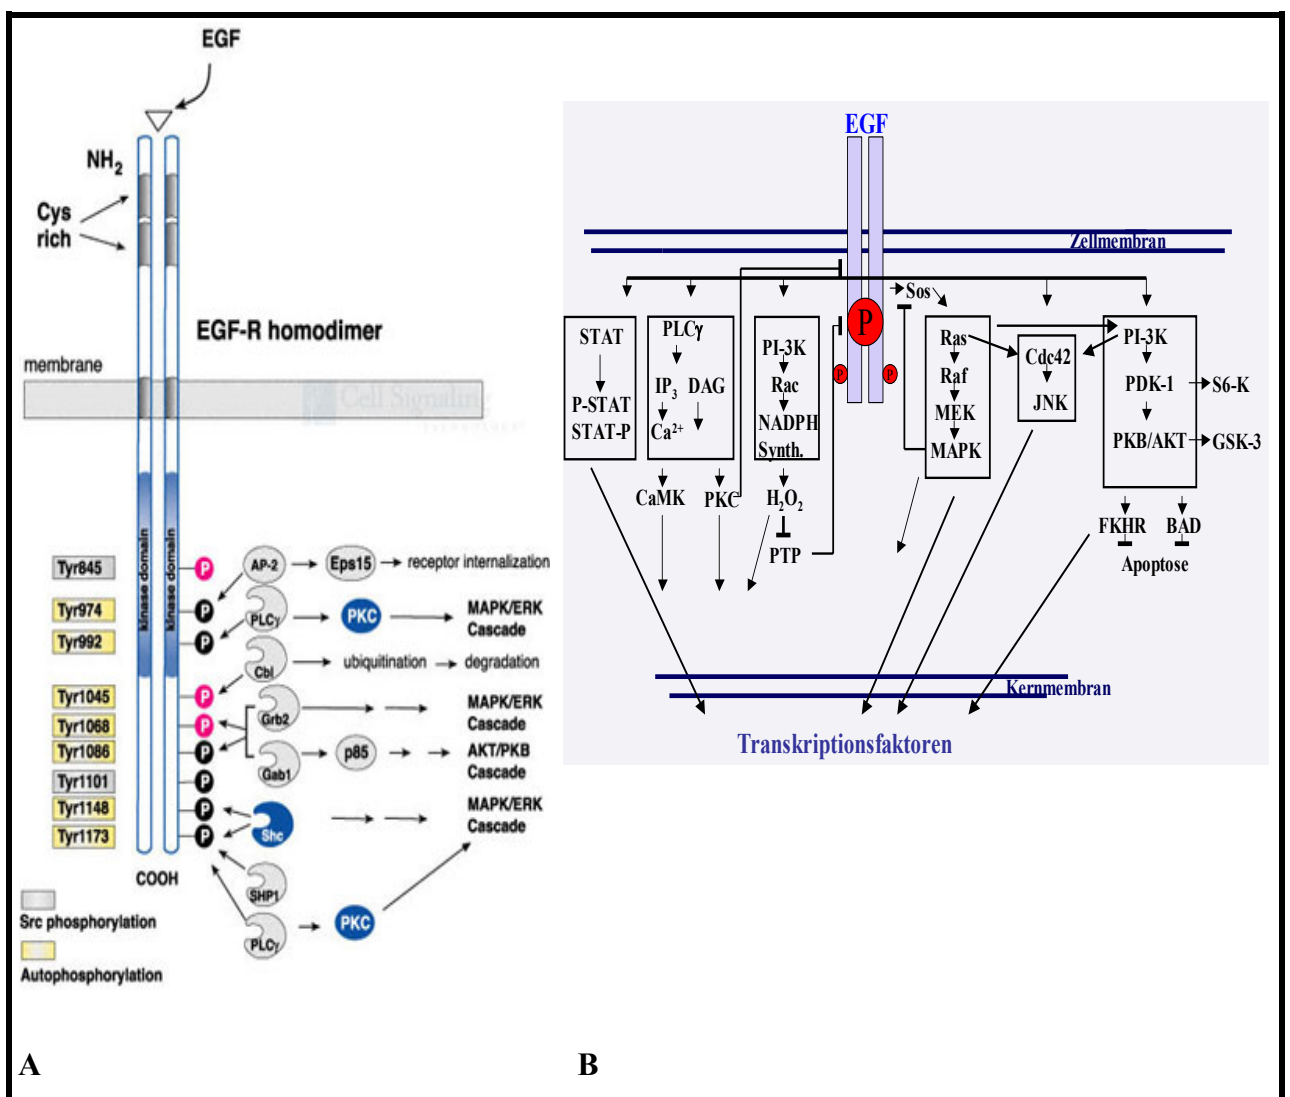 EGF
NH2
Cys
rich
EGF-R homodimer
membrane
Cell Signaling
kinase domain
kinase domain
Tyr845
P
AP-2
Eps15
receptor internalization
Tyr974
P
PLCγ
PKC
MAPK/ERK
Cascade
Tyr992
P
Cbl
ubiquitination
degradation
Tyr1045
P
Grb2
MAPK/ERK
Cascade
Tyr1068
P
Tyr1086
P
Gab1
p85
AKT/PKB
Cascade
Tyr1101
P
Tyr1148
P
Shc
MAPK/ERK
Cascade
Tyr1173
P
COOH
SHP1
PLCγ
PKC
Src phosphorylation
Autophosphorylation
A
EGF
Zellmembran
Sos
P
P
P
STAT
P-STAT
STAT-P
PLCγ
IP3 DAG
Ca2+
CaMK
PKC
PI-3K
Rac
NADPH
Synth.
H2O2
PTP
Ras
Raf
MEK
MAPK
Cdc42
JNK
PI-3K
PDK-1
S6-K
PKB/AKT
GSK-3
FKHR
BAD
Apoptose
Kernmembran
Transkriptionsfaktoren
B